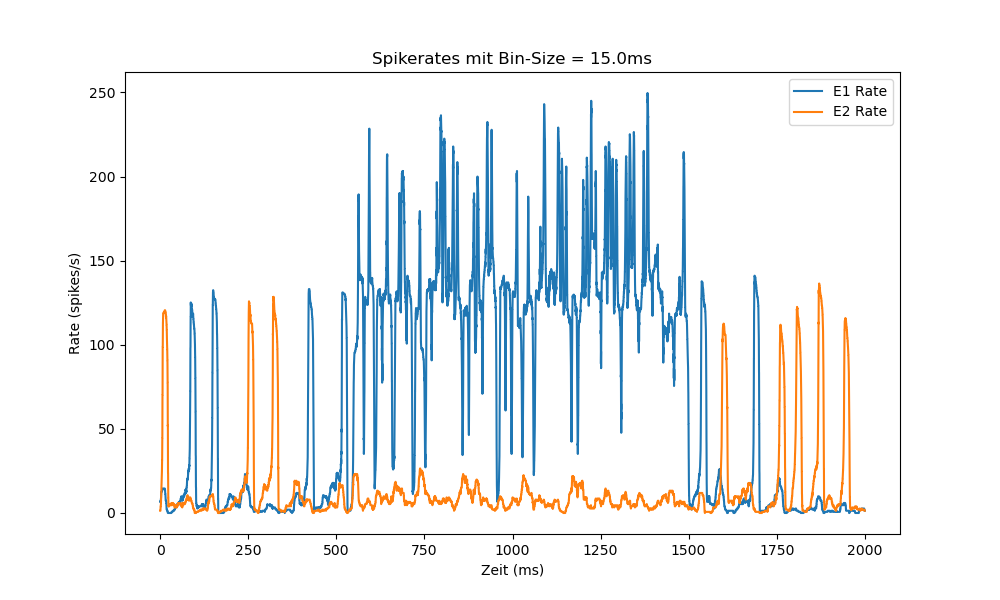 Spikerates mit Bin-Size = 15.0ms
E1 Rate
E2 Rate
250
200
150
100
50
0
Rate (spikes/s)
0 250 500 750 1000 1250 1500 1750 2000
Zeit (ms)